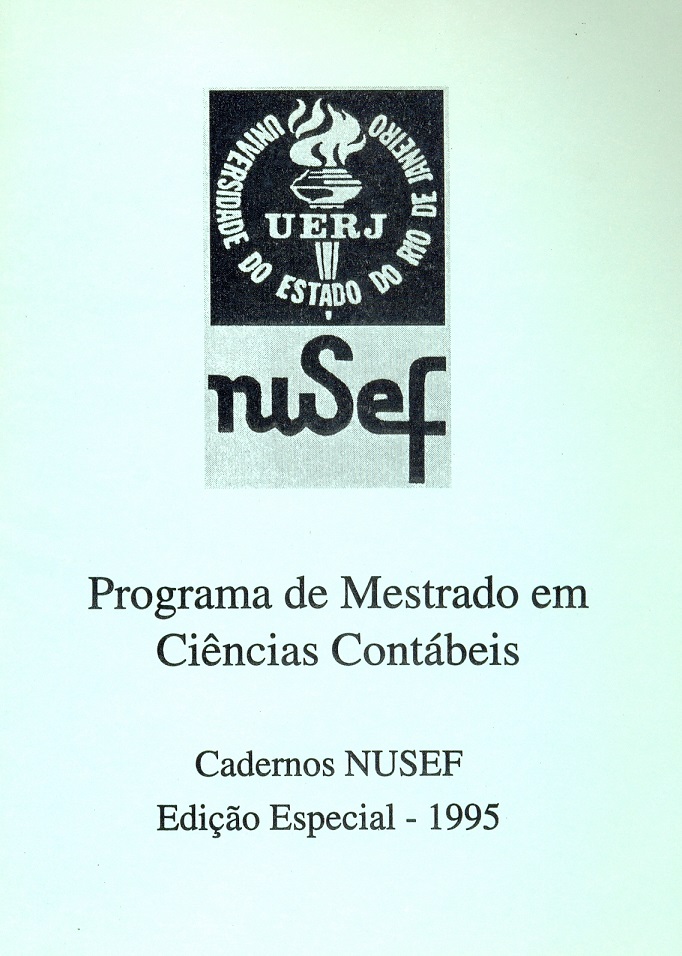 UNIVERSIDADE DO ESTADO DO RIO DE JANEIRO
UERJ
nuSef
Programa de Mestrado em
Ciências Contábeis
Cadernos NUSEF
Edição Especial - 1995